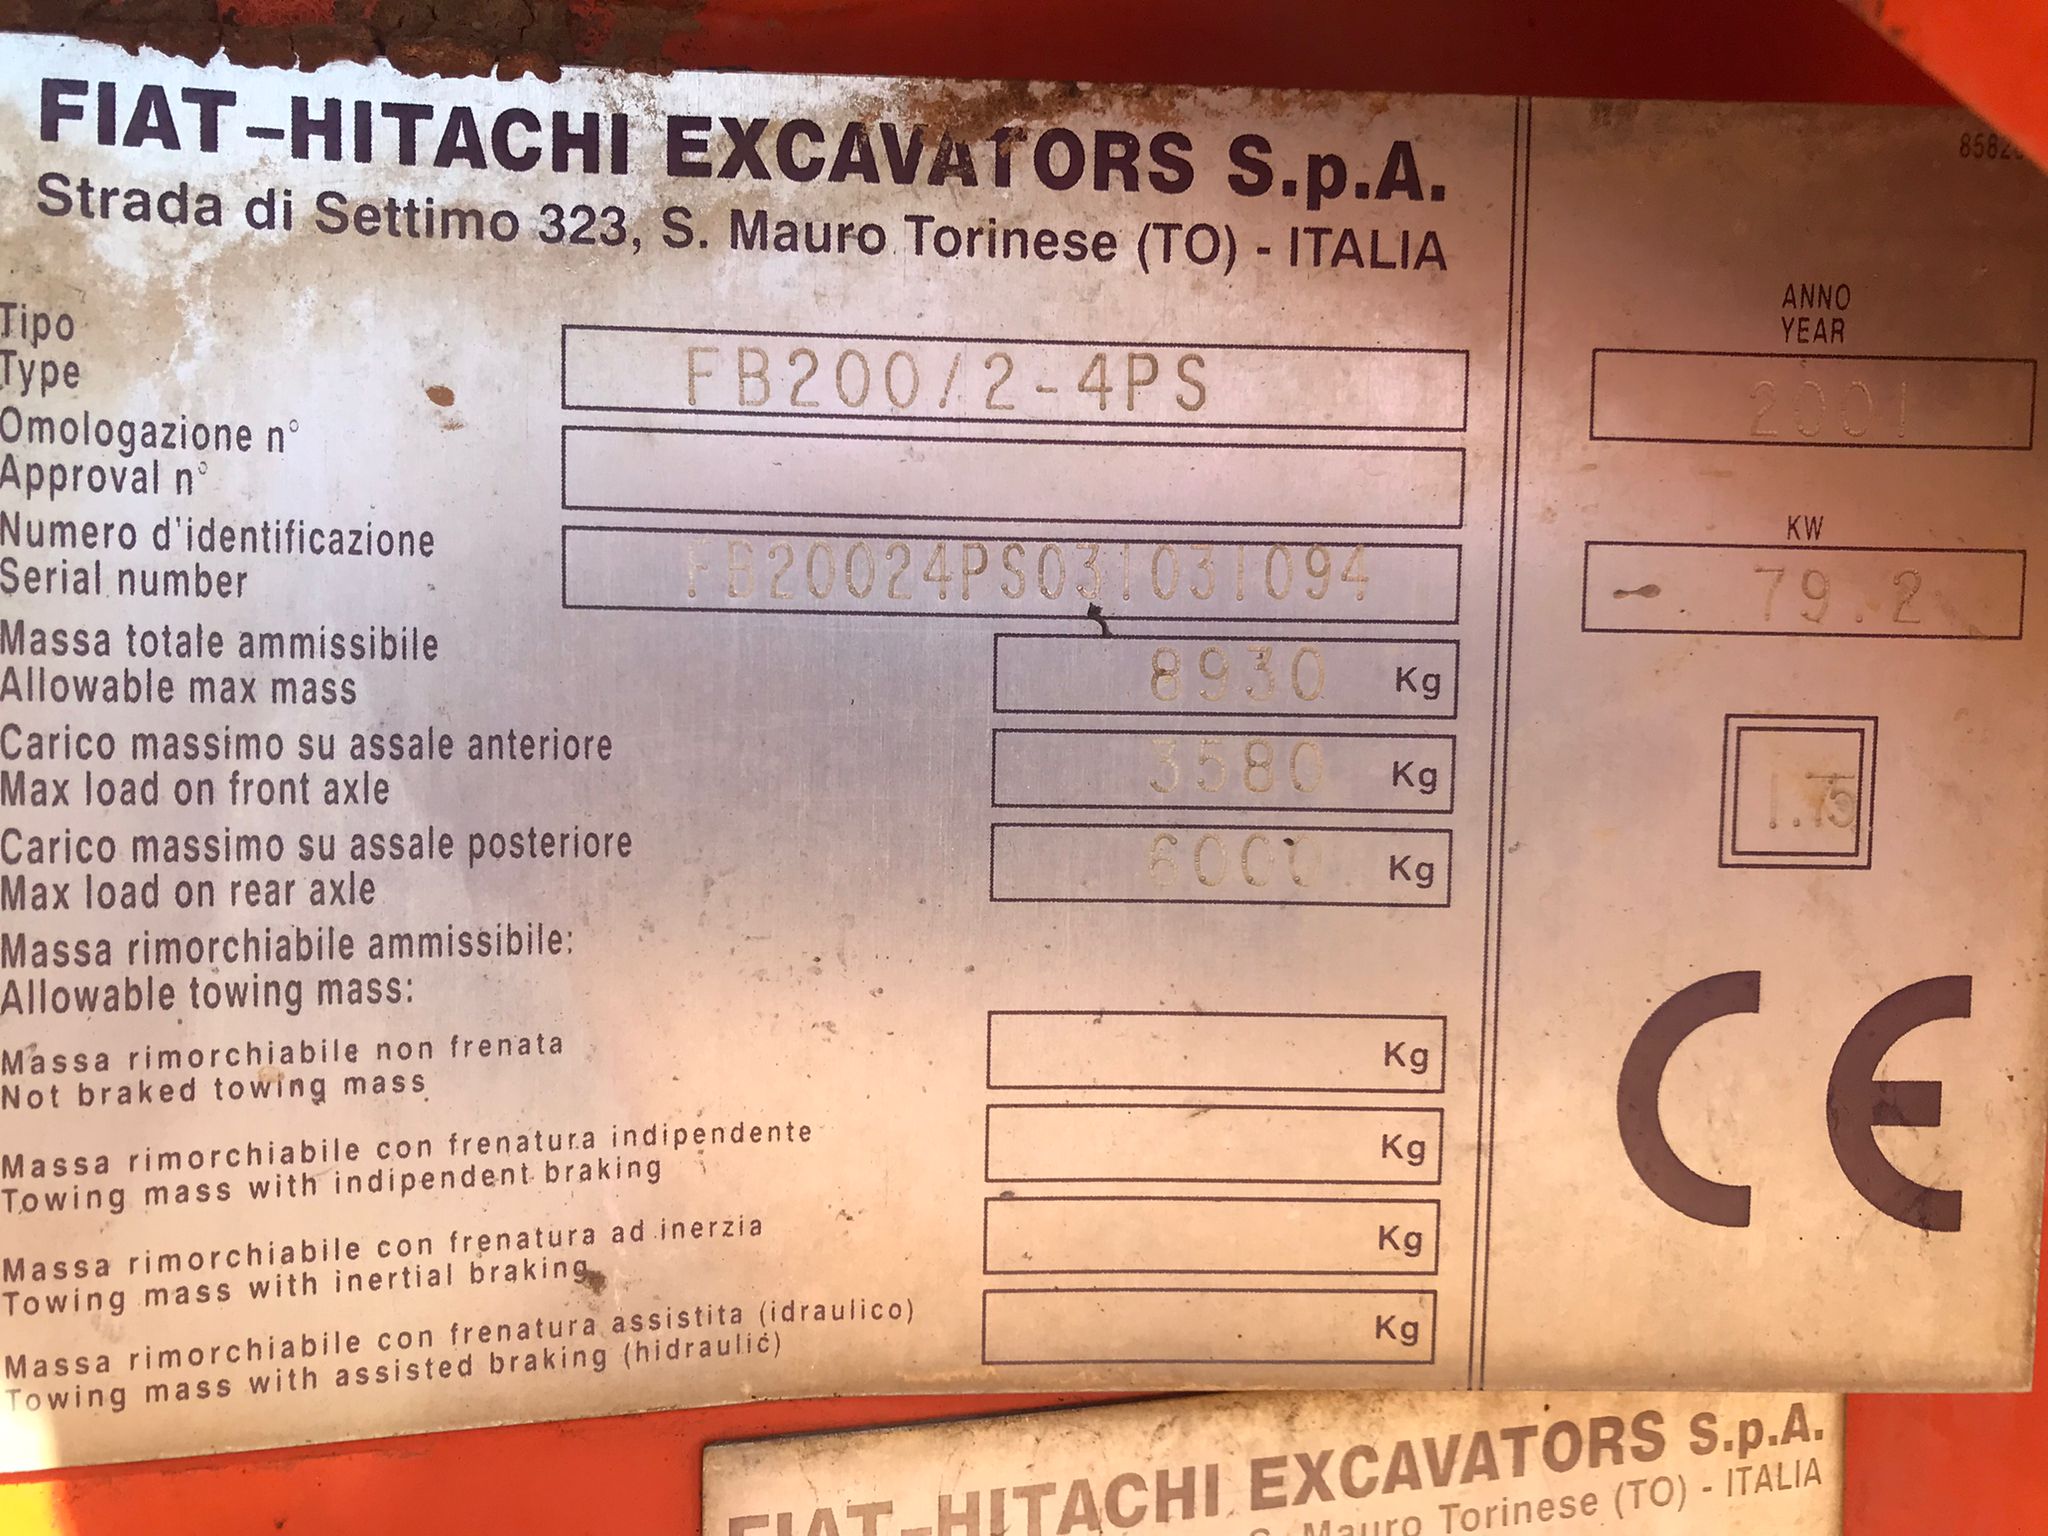 FIAT-HITACHI EXCAVATORS S.p.A.
Strada di Settimo 323, S. Mauro Torinese (TO) - ITALIA
Tipo
Type
FB200/2-4PS
Omologazione n°
Approval n°
Numero d'identificazione
Serial number
FB20024PS031031094
Massa totale ammissibile
Allowable max mass
8930 Kg
Carico massimo su assale anteriore
Max load on front axle
3580 Kg
Carico massimo su assale posteriore
Max load on rear axle
6000 Kg
Massa rimorchiabile ammissibile:
Allowable towing mass:
Massa rimorchiabile non frenata
Not braked towing mass
Kg
Massa rimorchiabile con frenatura indipendente
Towing mass with indipendent braking
Kg
Massa rimorchiabile con frenatura ad inerzia
Towing mass with inertial braking
Kg
Massa rimorchiabile con frenatura assistita (idraulico)
Towing mass with assisted braking (hidraulic)
Kg
ANNO
YEAR
2001
KW
79.2
CE
FIAT-HITACHI EXCAVATORS S.p.A.
S. Mauro Torinese (TO) - ITALIA